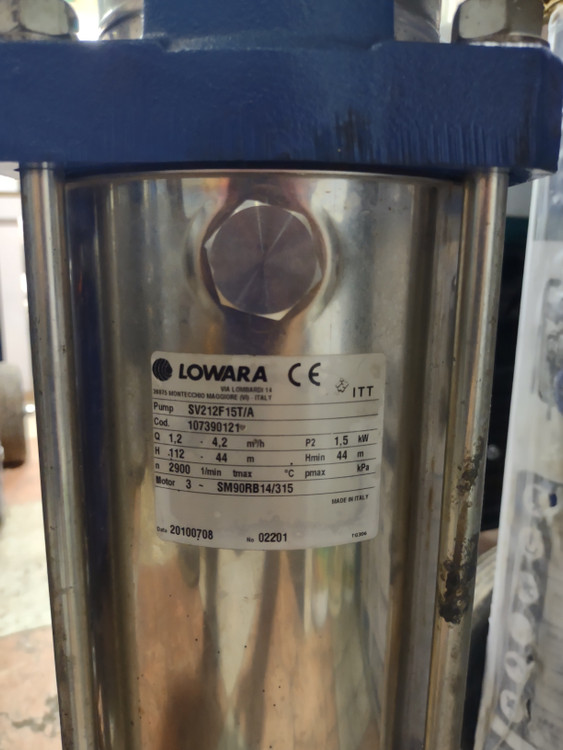 LOWARA CE
VIA LOMBARDI 14
36075 MONTECCHIO MAGGIORE (VI) - ITALY
ITT
Pump SV212F15T/A
Cod. 107390121
Q 1,2 - 4,2 m³/h P2 1,5 kW
H 112 - 44 m Hmin 44 m
n 2900 1/min tmax °C pmax kPa
Motor 3 ~ SM90RB14/315
MADE IN ITALY
Date 20100708 No 02201